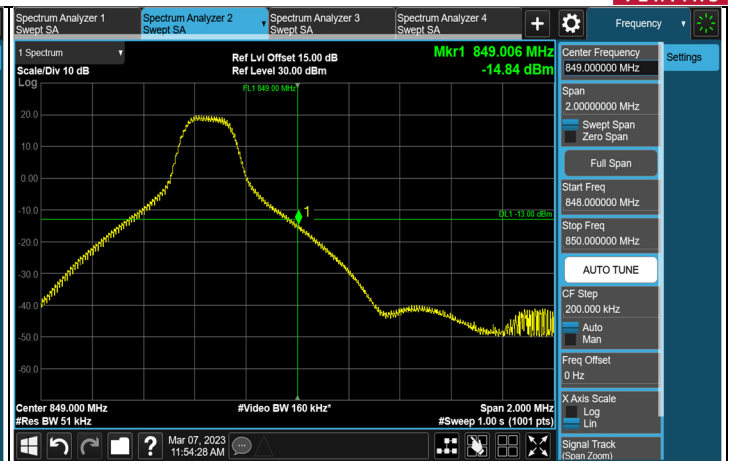 Spectrum Analyzer 1
Swept SA
Spectrum Analyzer 2
Swept SA
Spectrum Analyzer 3
Swept SA
Spectrum Analyzer 4
Swept SA
+
Frequency
1 Spectrum
Scale/Div 10 dB
Log
Ref Lvl Offset 15.00 dB
Ref Level 30.00 dBm
Mkr1 849.006 MHz
-14.84 dBm
FL1 849.00 MHz
20.0
10.0
0.00
-10.0
-20.0
-30.0
-40.0
-50.0
-60.0
1
DL1 -13.00 dBm
Center 849.000 MHz
#Res BW 51 kHz
#Video BW 160 kHz*
Span 2.000 MHz
#Sweep 1.00 s (1001 pts)
Center Frequency
849.000000 MHz
Settings
Span
2.00000000 MHz
Swept Span
Zero Span
Full Span
Start Freq
848.000000 MHz
Stop Freq
850.000000 MHz
AUTO TUNE
CF Step
200.000 kHz
Auto
Man
Freq Offset
0 Hz
X Axis Scale
Log
Lin
Signal Track
(Span Zoom)
?
Mar 07, 2023
11:54:28 AM